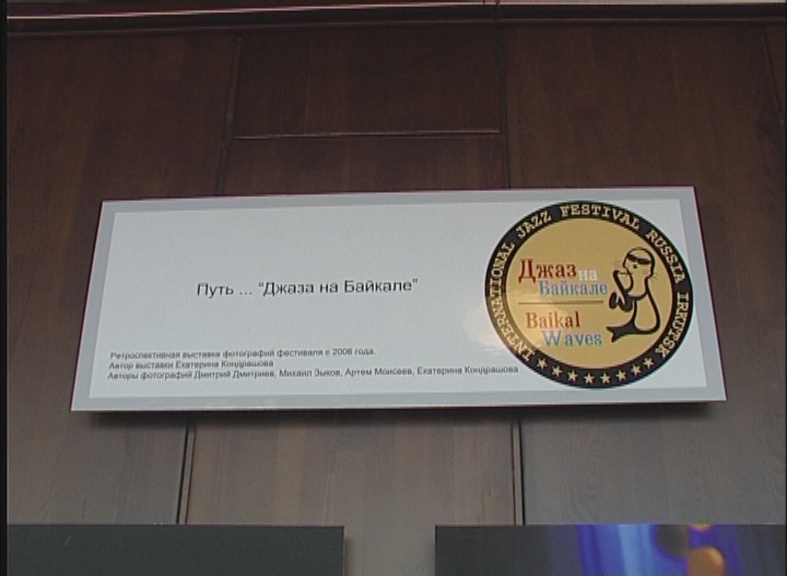 Путь ... “Джаза на Байкале”
Ретроспективная выставка фотографий фестиваля с 2006 года.
Автор выставки Екатерина Кондрашова
Авторы фотографий Дмитрий Дмитриев, Михаил Зыков, Артем Моисеев, Екатерина Кондрашова
INTERNATIONAL JAZZ FESTIVAL RUSSIA IRKUTSK
Джаз на
Байкале
Baikal
Waves